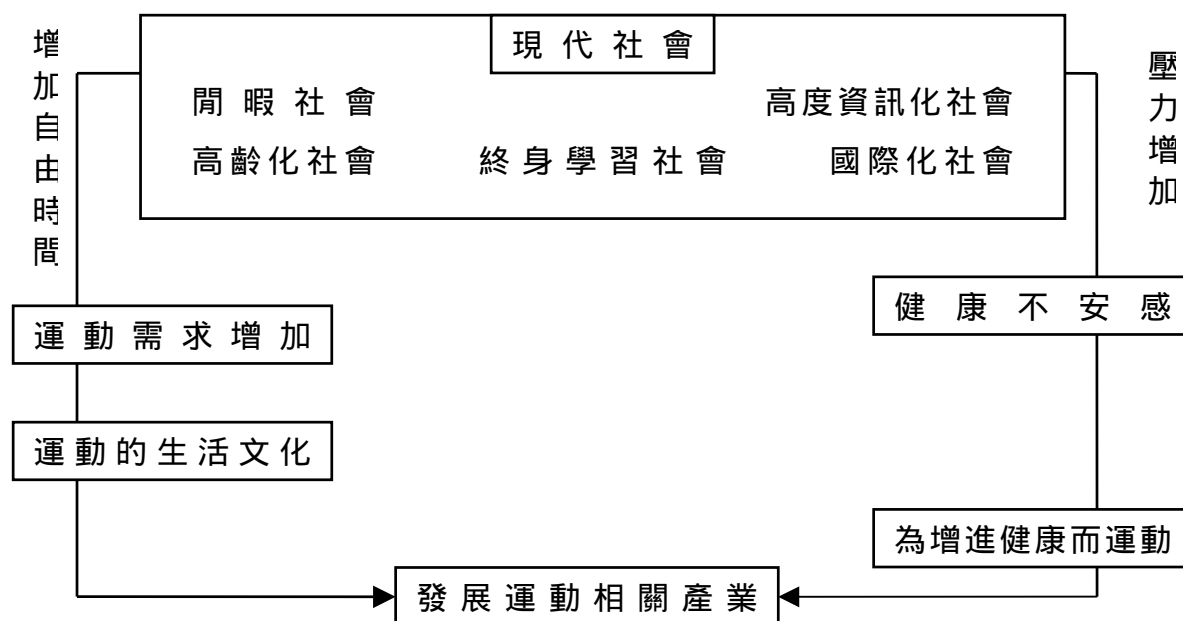 現代社會
閒暇社會 高度資訊化社會
高齡化社會 終身學習社會 國際化社會
增加自由時間
壓力增加
運動需求增加
健康不安感
運動的生活文化
為增進健康而運動
發展運動相關產業